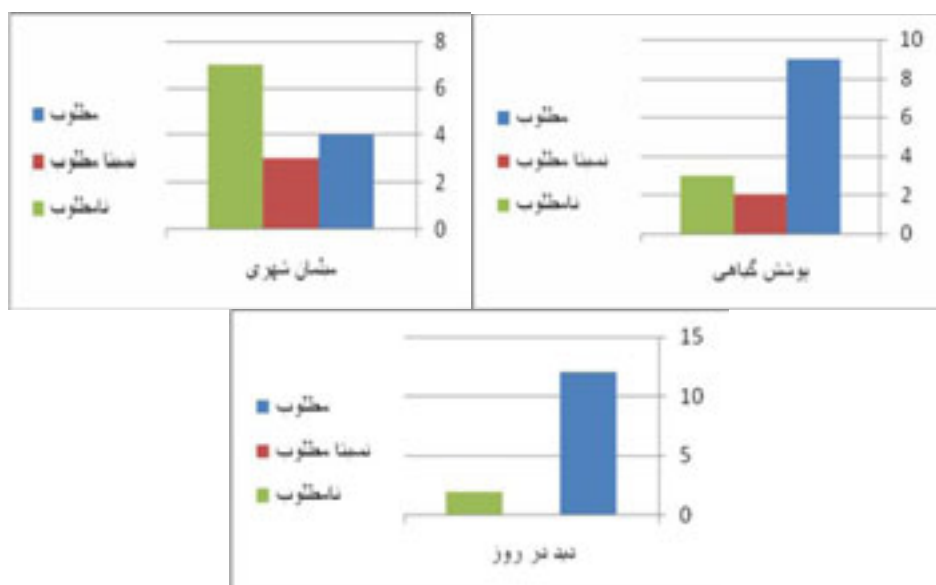 8
6
4
2
0
مطلوب
نسبتا مطلوب
نامطلوب
مبلمان شهری
10
8
6
4
2
0
مطلوب
نسبتا مطلوب
نامطلوب
پوشش گیاهی
15
10
5
0
مطلوب
نسبتا مطلوب
نامطلوب
دید در روز